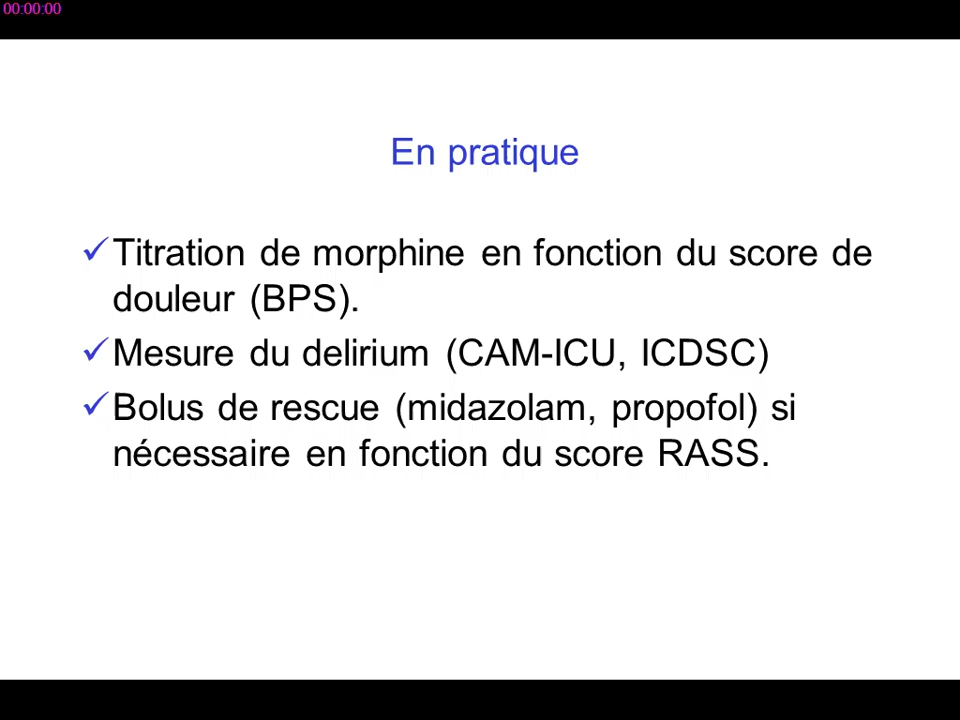 00:00:00
En pratique
Titration de morphine en fonction du score de
douleur (BPS).
Mesure du delirium (CAM-ICU, ICDSC)
Bolus de rescue (midazolam, propofol) si
nécessaire en fonction du score RASS.